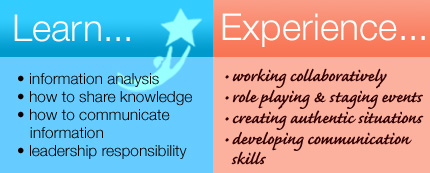 Learn...
• information analysis
• how to share knowledge
• how to communicate
information
• leadership responsibility
Experience...
• working collaboratively
• role playing & staging events
• creating authentic situations
• developing communication
skills